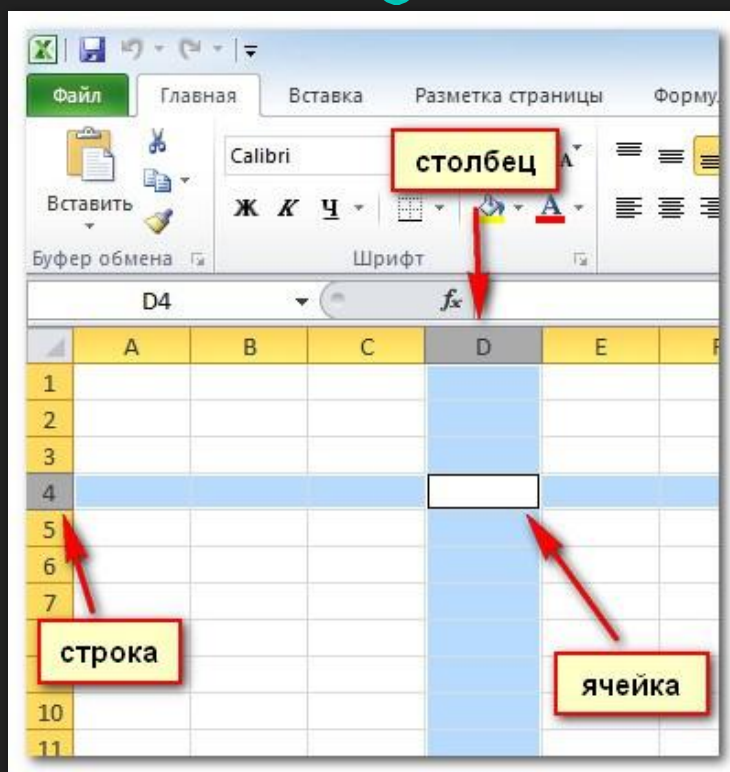 Файл Главная Вставка Разметка страницы Форму
Вставить
Calibri
столбец
Ж К Ч A
Буфер обмена Шрифт
D4 fx
A B C D E F
1
2
3
4
5
6
7
строка
ячейка
10
11